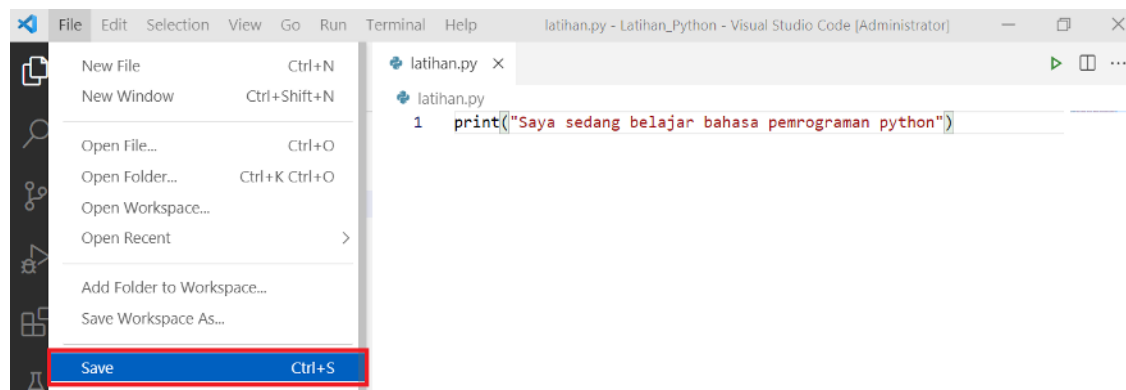 File Edit Selection View Go Run Terminal Help latihan.py - Latihan_Python - Visual Studio Code [Administrator]
New File Ctrl+N
New Window Ctrl+Shift+N
Open File... Ctrl+O
Open Folder... Ctrl+K Ctrl+O
Open Workspace...
Open Recent
Add Folder to Workspace...
Save Workspace As...
Save Ctrl+S
latihan.py
latihan.py
1 print("Saya sedang belajar bahasa pemrograman python")